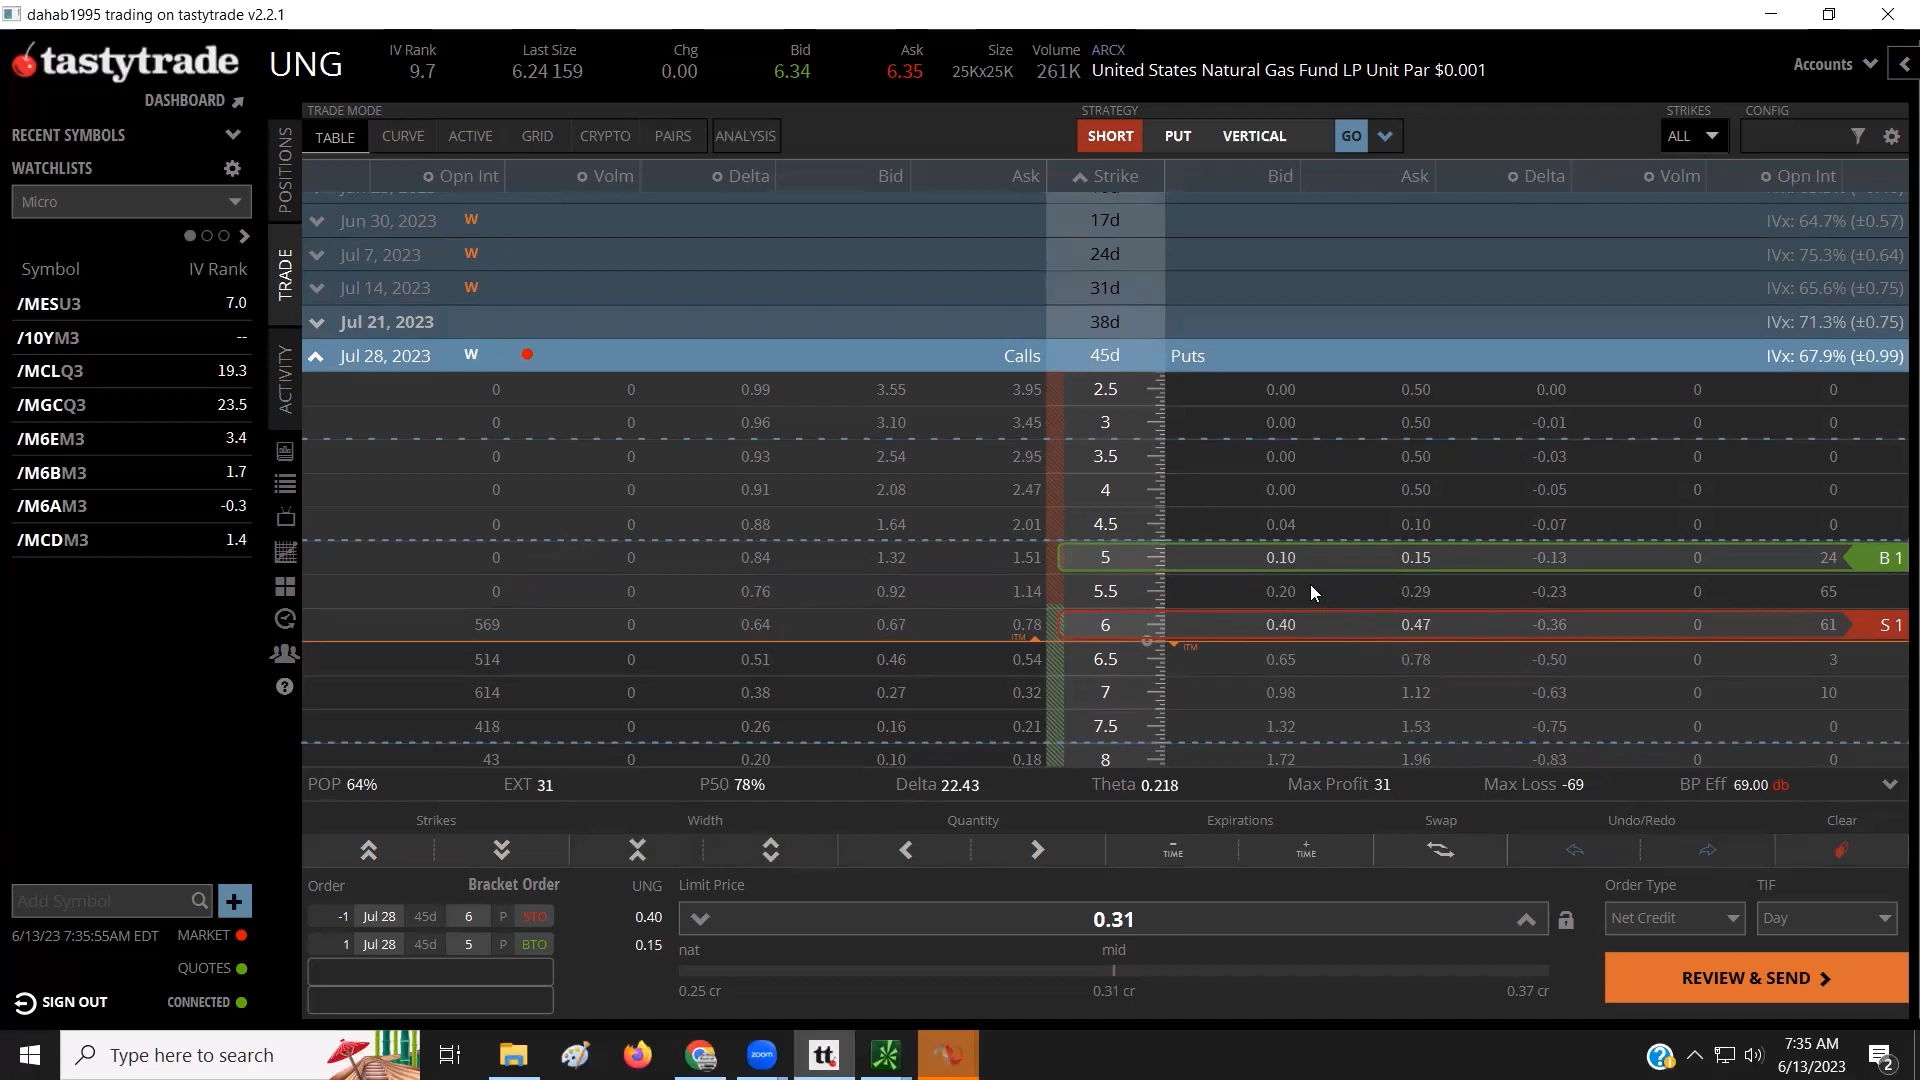 dahab1995 trading on tastytrade v2.2.1
tastytrade
DASHBOARD
UNG
IV Rank
9.7
Last Size
6.24 159
Chg
0.00
Bid
6.34
Ask
6.35
Size
25Kx25K
Volume
261K
ARCX
United States Natural Gas Fund LP Unit Par $0.001
Accounts
RECENT SYMBOLS
WATCHLISTS
Micro
Symbol IV Rank
/MESU3 7.0
/10YM3 --
/MCLQ3 19.3
/MGCQ3 23.5
/M6EM3 3.4
/M6BM3 1.7
/M6AM3 -0.3
/MCDM3 1.4
Add Symbol
6/13/23 7:35:55AM EDT MARKET
QUOTES
SIGN OUT CONNECTED
POSITIONS
TRADE
ACTIVITY
TRADE MODE
TABLE CURVE ACTIVE GRID CRYPTO PAIRS ANALYSIS
STRATEGY
SHORT PUT VERTICAL GO
STRIKES
ALL
CONFIG
Opn Int Volm Delta Bid Ask Strike Bid Ask Delta Volm Opn Int
Jun 30, 2023 W 17d IVx: 64.7% (±0.57)
Jul 7, 2023 W 24d IVx: 75.3% (±0.64)
Jul 14, 2023 W 31d IVx: 65.6% (±0.75)
Jul 21, 2023 38d IVx: 71.3% (±0.75)
Jul 28, 2023 W Calls 45d Puts IVx: 67.9% (±0.99)
0 0 0.99 3.55 3.95 2.5 0.00 0.50 0.00 0 0
0 0 0.96 3.10 3.45 3 0.00 0.50 -0.01 0 0
0 0 0.93 2.54 2.95 3.5 0.00 0.50 -0.03 0 0
0 0 0.91 2.08 2.47 4 0.00 0.50 -0.05 0 0
0 0 0.88 1.64 2.01 4.5 0.04 0.10 -0.07 0 0
0 0 0.84 1.32 1.51 5 0.10 0.15 -0.13 0 24 B 1
0 0 0.76 0.92 1.14 5.5 0.20 0.29 -0.23 0 65
569 0 0.64 0.67 0.78 6 0.40 0.47 -0.36 0 61 S 1
ITM ITM
514 0 0.51 0.46 0.54 6.5 0.65 0.78 -0.50 0 3
614 0 0.38 0.27 0.32 7 0.98 1.12 -0.63 0 10
418 0 0.26 0.16 0.21 7.5 1.32 1.53 -0.75 0 0
43 0 0.20 0.10 0.18 8 1.72 1.96 -0.83 0 0
POP 64% EXT 31 P50 78% Delta 22.43 Theta 0.218 Max Profit 31 Max Loss -69 BP Eff 69.00 db
Strikes Width Quantity Expirations Swap Undo/Redo Clear
TIME TIME
Order Bracket Order UNG Limit Price Order Type TIF
-1 Jul 28 45d 6 P STO 0.40 0.31 Net Credit Day
1 Jul 28 45d 5 P BTO 0.15 nat mid
0.25 cr 0.31 cr 0.37 cr
REVIEW & SEND
Type here to search
zoom
tt
7:35 AM
6/13/2023
2